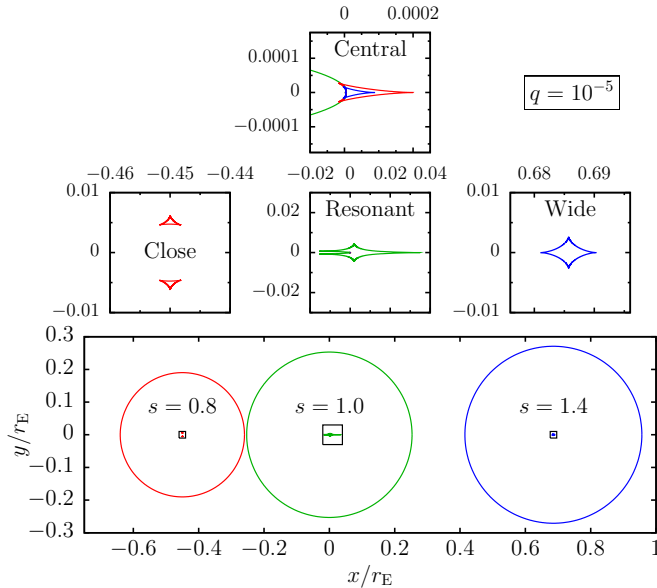 0 0.0002
0.0001
0
−0.0001
Central
q = 10⁻⁵
−0.02 0 0.02 0.04
−0.46 −0.45 −0.44
0.01
0
−0.01
Close
0.02
0
−0.02
Resonant
0.68 0.69
0.01
0
−0.01
Wide
0.3
0.2
0.1
0
−0.1
−0.2
−0.3
y/r_E
s = 0.8 s = 1.0 s = 1.4
−0.6 −0.4 −0.2 0 0.2 0.4 0.6 0.8 1
x/r_E